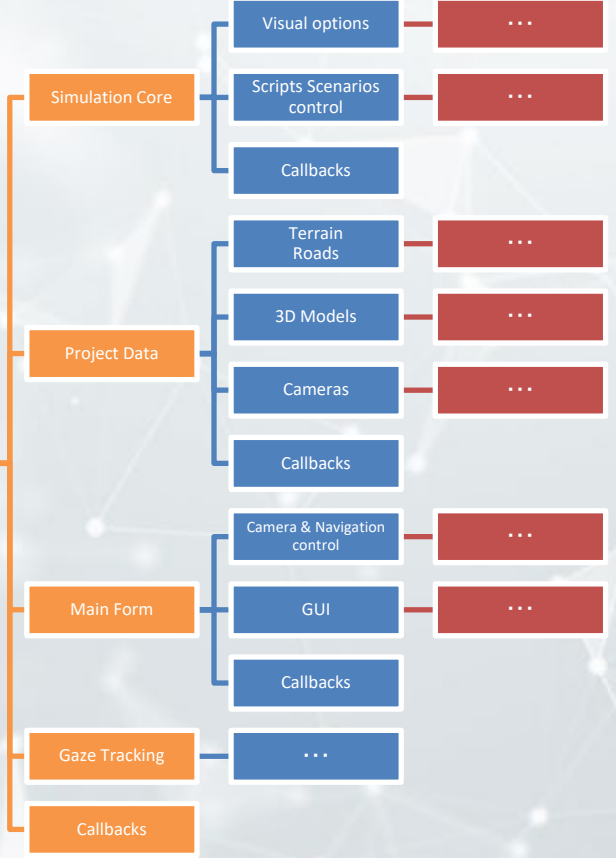 Visual options
...
Simulation Core
Scripts Scenarios
control
...
Callbacks
Terrain
Roads
...
3D Models
...
Project Data
Cameras
...
Callbacks
Camera & Navigation
control
...
Main Form
GUI
...
Callbacks
Gaze Tracking
...
Callbacks